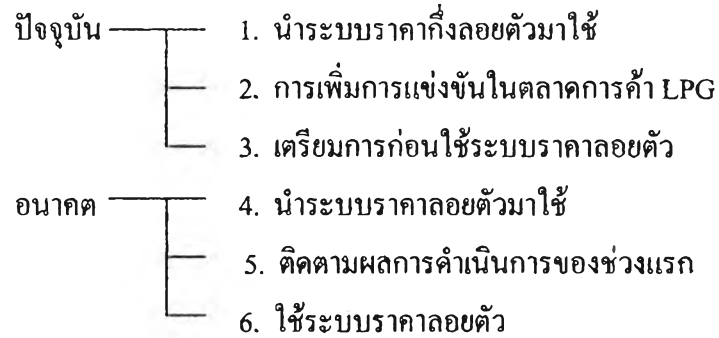 ปัจจุบัน 1. นำระบบราคากึ่งลอยตัวมาใช้
2. การเพิ่มการแข่งขันในตลาดการค้า LPG
3. เตรียมการก่อนใช้ระบบราคาลอยตัว
อนาคต 4. นำระบบราคาลอยตัวมาใช้
5. ติดตามผลการดำเนินการของช่วงแรก
6. ใช้ระบบราคาลอยตัว